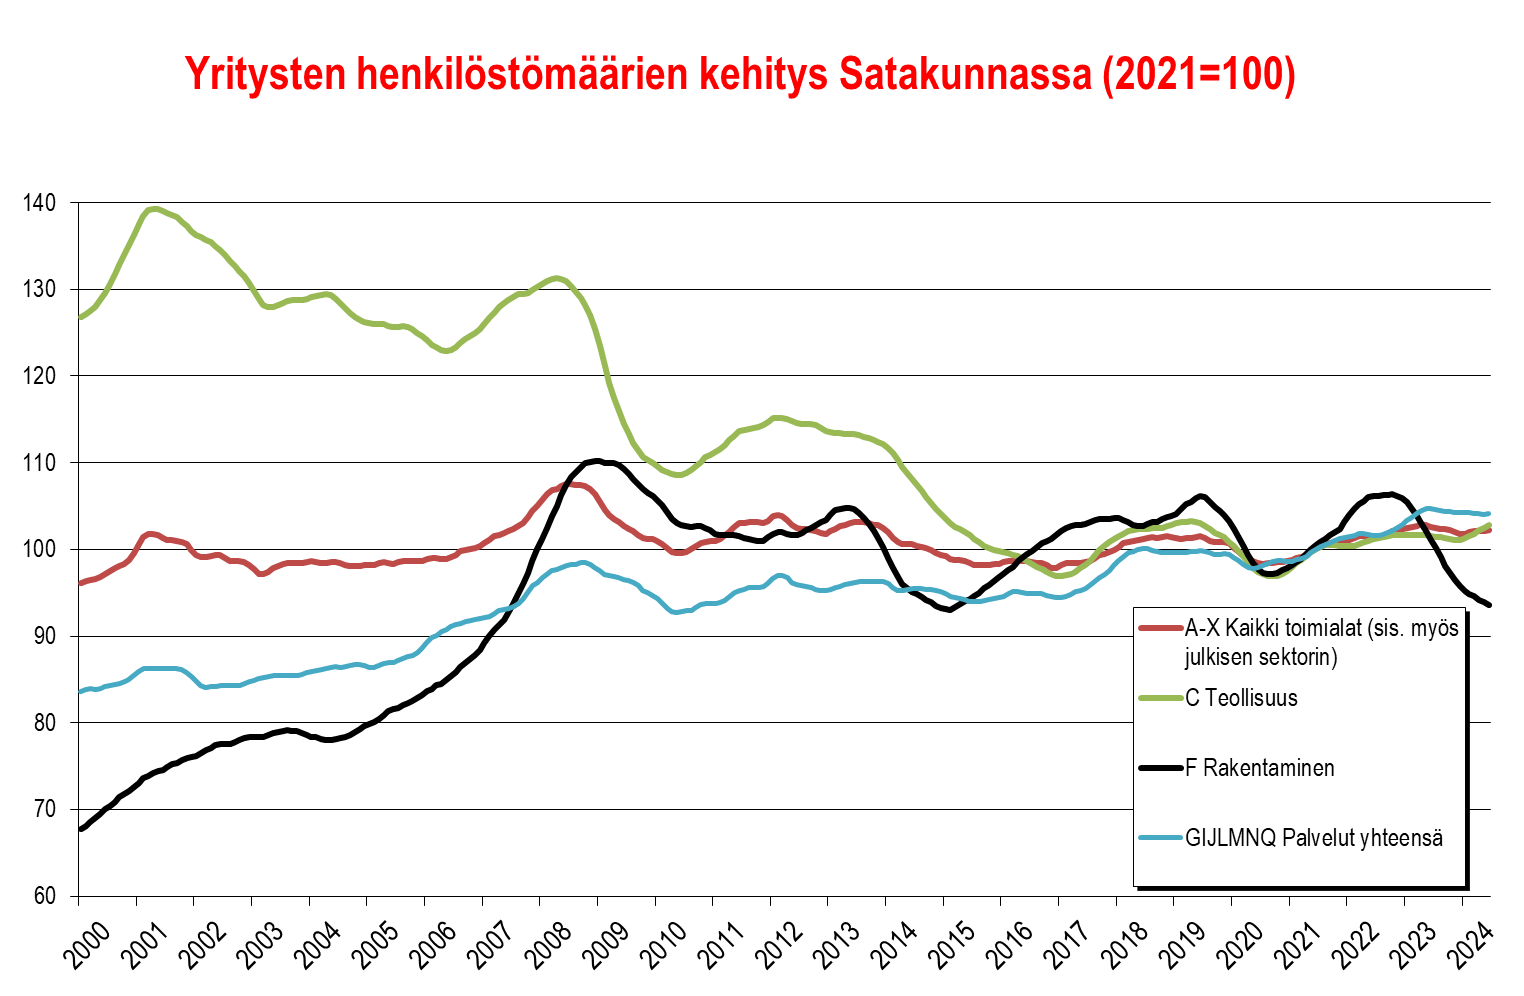 Yritysten henkilöstömäärien kehitys Satakunnassa (2021=100)
140
130
120
110
100
90
80
70
60
A-X Kaikki toimialat (sis. myös
julkisen sektorin)
C Teollisuus
F Rakentaminen
GIJLMNQ Palvelut yhteensä
2000 2001 2002 2003 2004 2005 2006 2007 2008 2009 2010 2011 2012 2013 2014 2015 2016 2017 2018 2019 2020 2021 2022 2023 2024